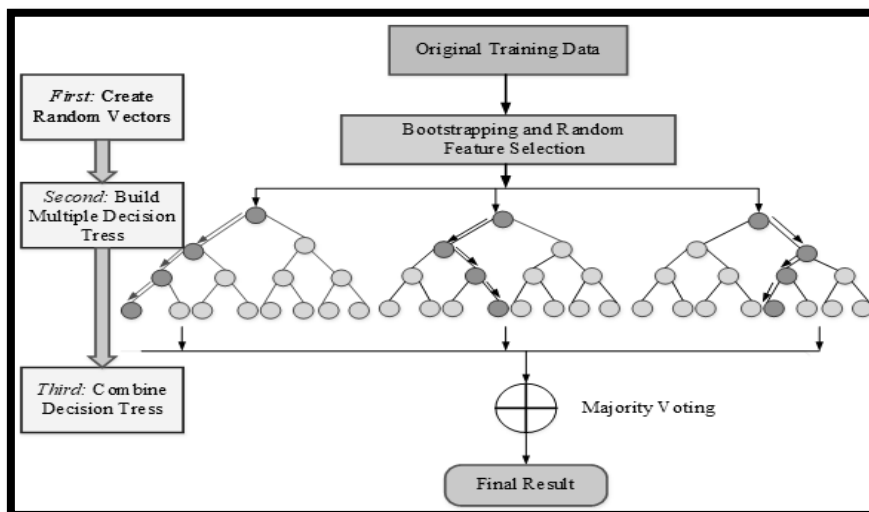 Original Training Data
First: Create
Random Vectors
Bootstrapping and Random
Feature Selection
Second: Build
Multiple Decision
Tress
Third: Combine
Decision Tress
Majority Voting
Final Result